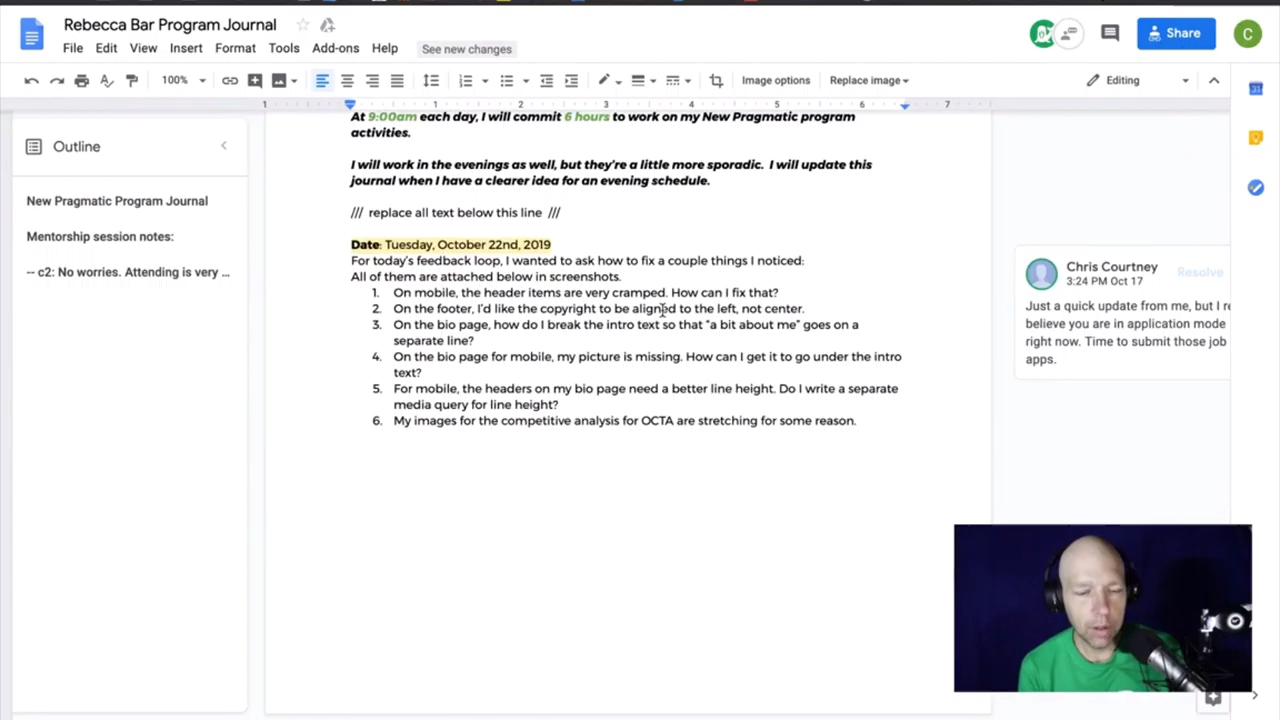 Rebecca Bar Program Journal
File Edit View Insert Format Tools Add-ons Help See new changes
Share
C
100%
Image options
Replace image
Editing
1 1 2 3 4 5 6 7
31
Outline
New Pragmatic Program Journal
Mentorship session notes:
-- c2: No worries. Attending is very ...
At 9:00am each day, I will commit 6 hours to work on my New Pragmatic program
activities.
I will work in the evenings as well, but they're a little more sporadic. I will update this
journal when I have a clearer idea for an evening schedule.
/// replace all text below this line ///
Date: Tuesday, October 22nd, 2019
For today's feedback loop, I wanted to ask how to fix a couple things I noticed:
All of them are attached below in screenshots.
1. On mobile, the header items are very cramped. How can I fix that?
2. On the footer, I'd like the copyright to be aligned to the left, not center.
3. On the bio page, how do I break the intro text so that "a bit about me" goes on a
separate line?
4. On the bio page for mobile, my picture is missing. How can I get it to go under the intro
text?
5. For mobile, the headers on my bio page need a better line height. Do I write a separate
media query for line height?
6. My images for the competitive analysis for OCTA are stretching for some reason.
Chris Courtney
3:24 PM Oct 17
Resolve
Just a quick update from me, but I re
believe you are in application mode
right now. Time to submit those job
apps.